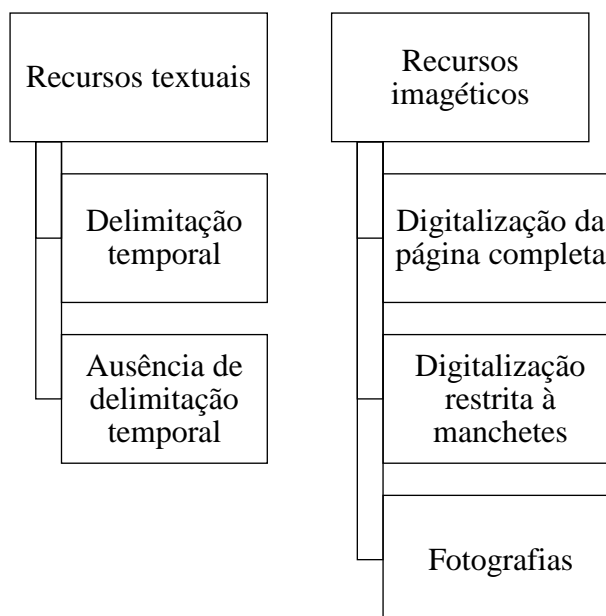 Recursos textuais
Delimitação
temporal
Ausência de
delimitação
temporal
Recursos
imagéticos
Digitalização da
página completa
Digitalização
restrita à
manchetes
Fotografias